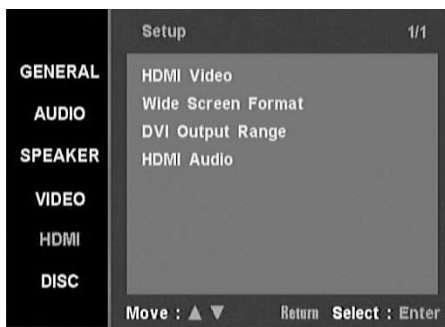 Setup 1/1
GENERAL
AUDIO
SPEAKER
VIDEO
HDMI
DISC
HDMI Video
Wide Screen Format
DVI Output Range
HDMI Audio
Move : ▲ ▼ Return Select : Enter